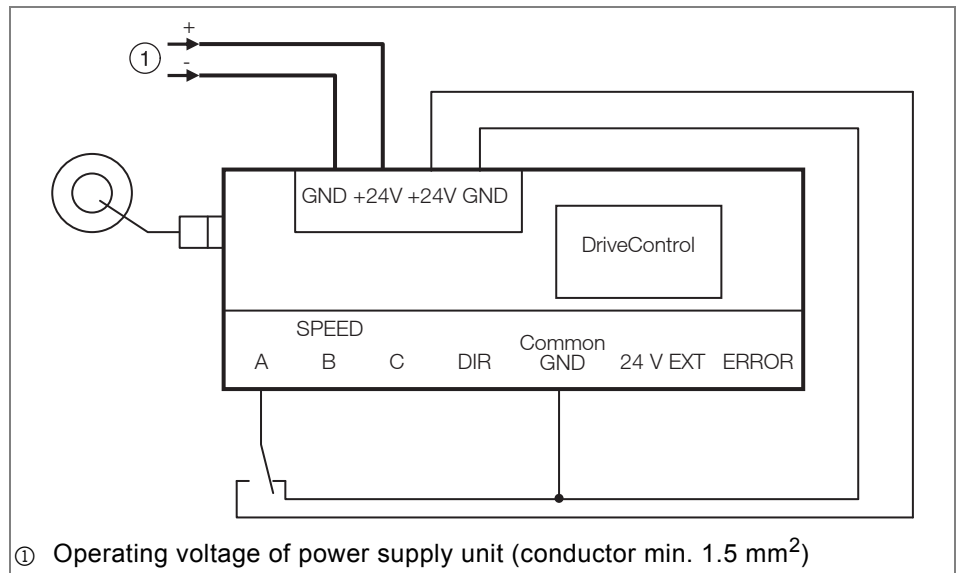 +
①
-
GND +24V +24V GND
DriveControl
SPEED
A B C DIR Common GND 24 V EXT ERROR
① Operating voltage of power supply unit (conductor min. 1.5 mm²)